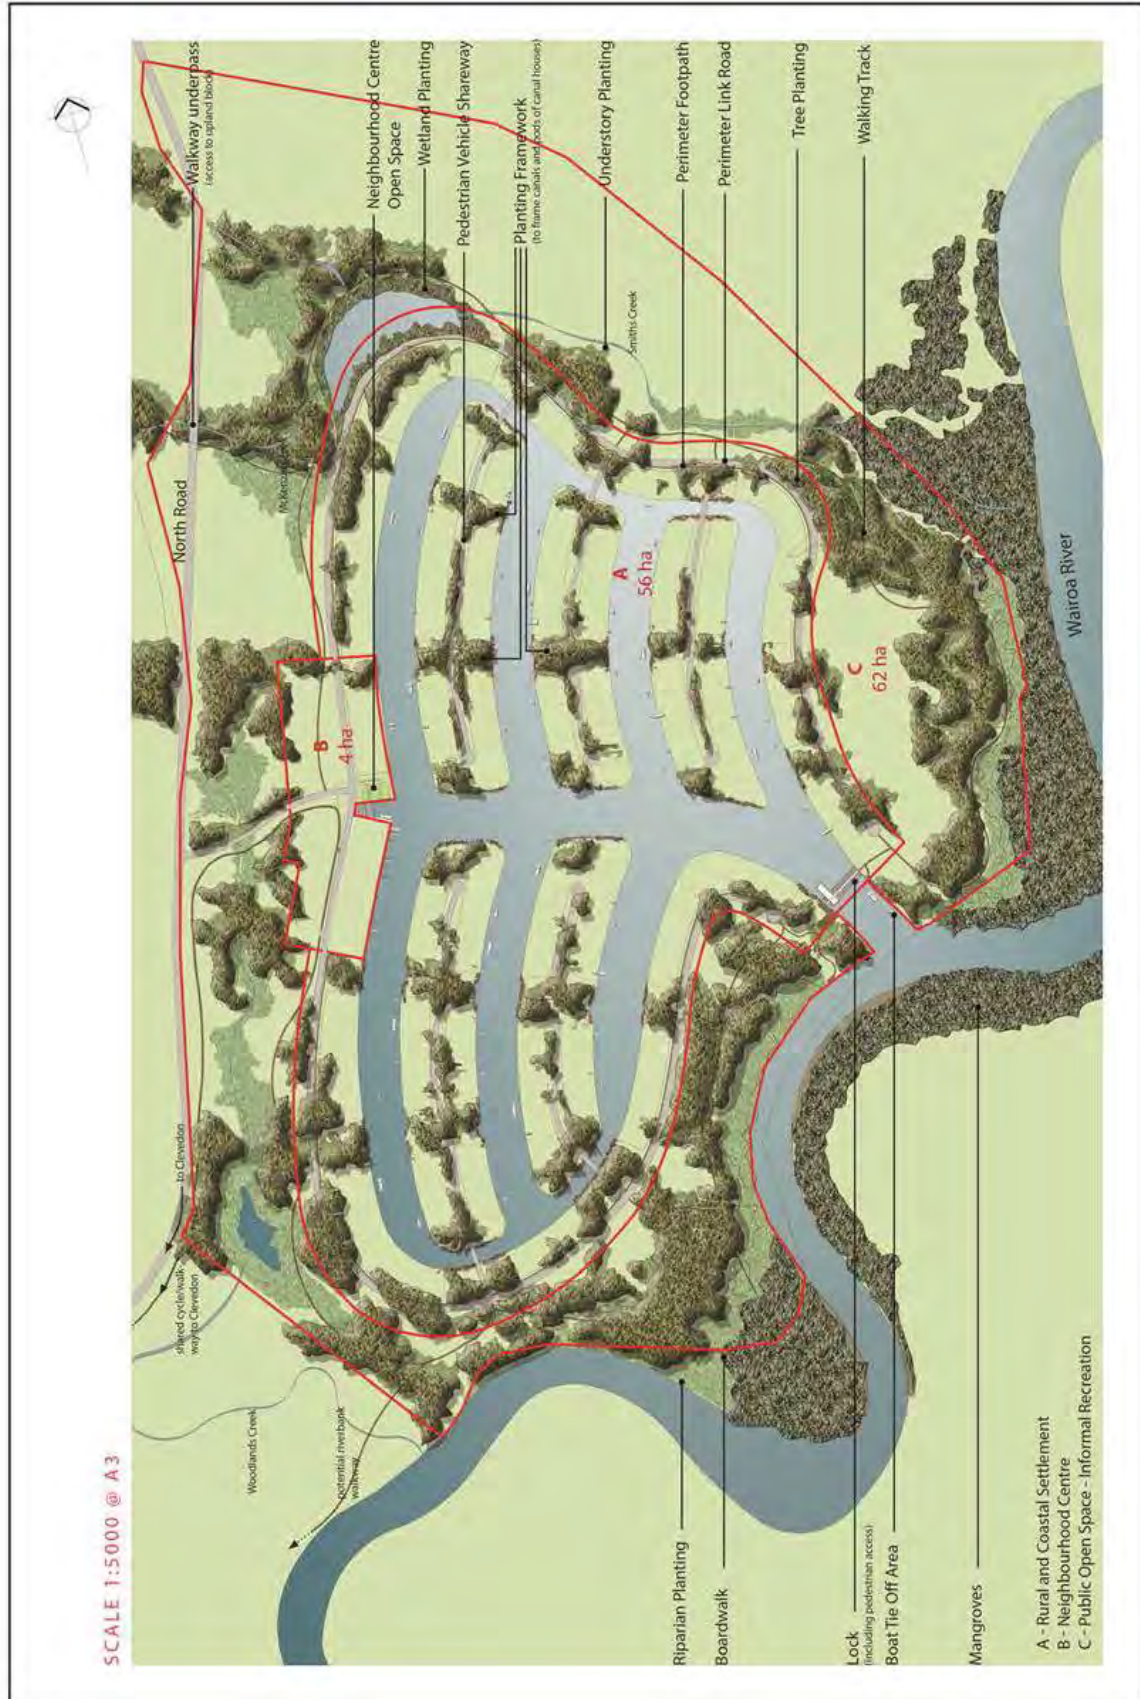 SCALE 1:5000 @ A3
Walkway underpass
(access to upland block)
Neighbourhood Centre
Open Space
Wetland Planting
Pedestrian Vehicle Shareway
Planting Framework
(to frame canals and pods of canal houses)
Understory Planting
Perimeter Footpath
Perimeter Link Road
Tree Planting
Walking Track
North Road
Smiths Creek
B
4 ha
A
56 ha
C
62 ha
Wairoa River
to Clevedon
shared cycle/walk
way to Clevedon
Woodlands Creek
potential riverbank
walkway
Riparian Planting
Boardwalk
Lock
(including pedestrian access)
Boat Tie Off Area
Mangroves
A - Rural and Coastal Settlement
B - Neighbourhood Centre
C - Public Open Space - Informal Recreation